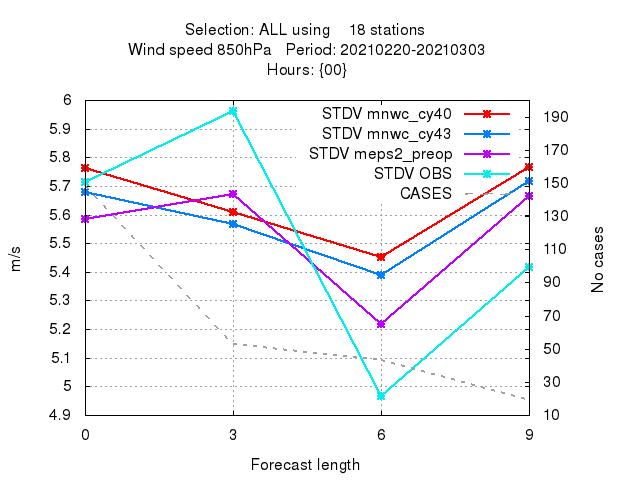 Selection: ALL using 18 stations
Wind speed 850hPa Period: 20210220-20210303
Hours: {00}
STDV mnwc_cy40
STDV mnwc_cy43
STDV meps2_preop
STDV OBS
CASES
6
5.9
5.8
5.7
5.6
5.5
5.4
5.3
5.2
5.1
5
4.9
m/s
190
170
150
130
110
90
70
50
30
10
No cases
0 3 6 9
Forecast length